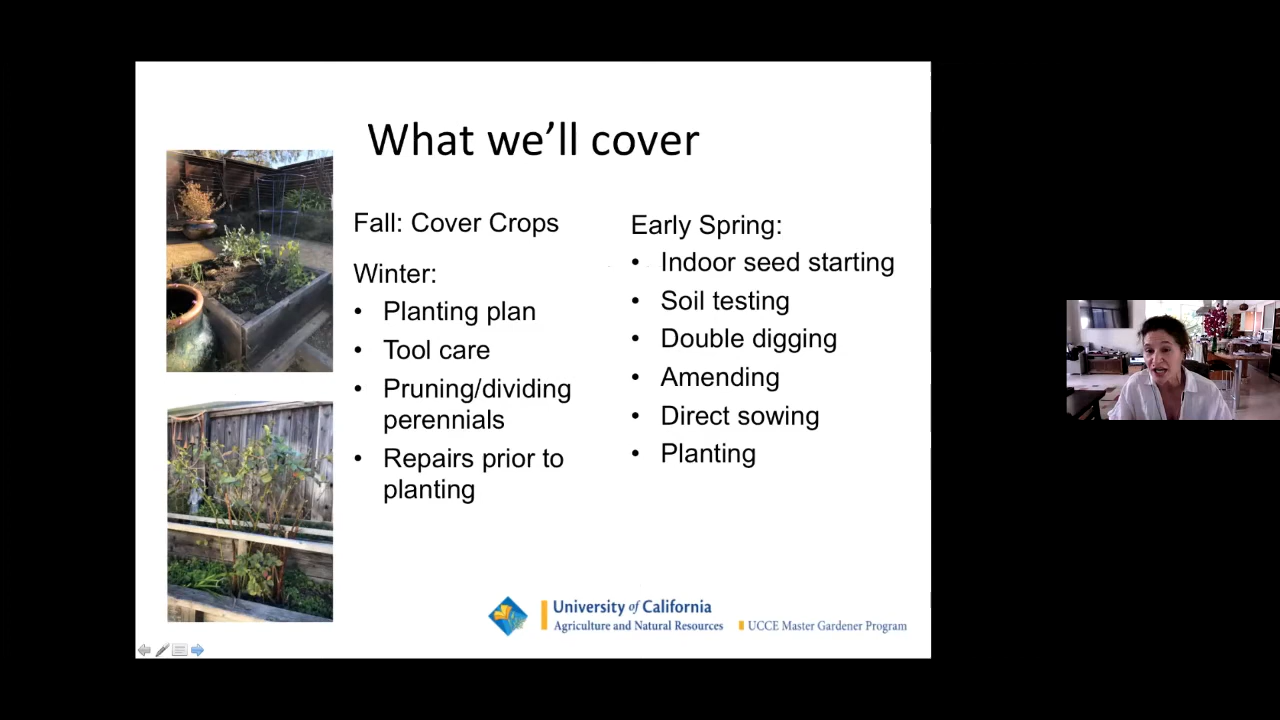 What we'll cover
Fall: Cover Crops
Winter:
• Planting plan
• Tool care
• Pruning/dividing
perennials
• Repairs prior to
planting
Early Spring:
• Indoor seed starting
• Soil testing
• Double digging
• Amending
• Direct sowing
• Planting
University of California
Agriculture and Natural Resources
UCCE Master Gardener Program